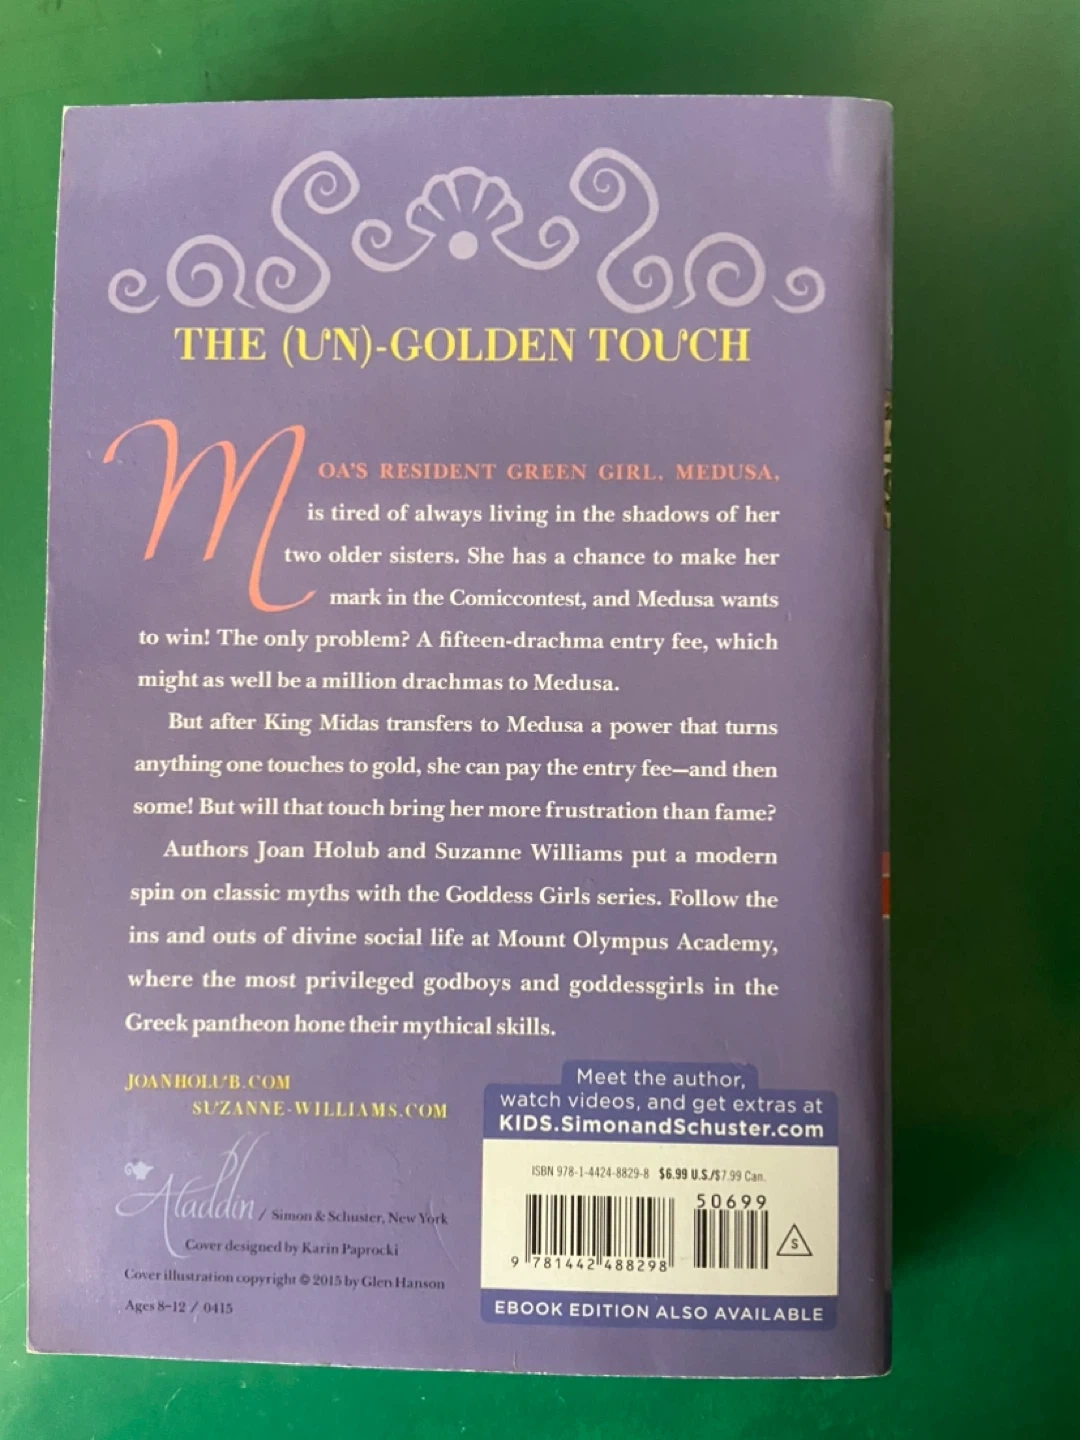 THE (UN)-GOLDEN TOUCH
MOA'S RESIDENT GREEN GIRL, MEDUSA,
is tired of always living in the shadows of her
two older sisters. She has a chance to make her
mark in the Comiccontest, and Medusa wants
to win! The only problem? A fifteen-drachma entry fee, which
might as well be a million drachmas to Medusa.
But after King Midas transfers to Medusa a power that turns
anything one touches to gold, she can pay the entry fee—and then
some! But will that touch bring her more frustration than fame?
Authors Joan Holub and Suzanne Williams put a modern
spin on classic myths with the Goddess Girls series. Follow the
ins and outs of divine social life at Mount Olympus Academy,
where the most privileged godboys and goddessgirls in the
Greek pantheon hone their mythical skills.
JOANHOLUB.COM
SUZANNE-WILLIAMS.COM
Aladdin / Simon & Schuster, New York
Cover designed by Karin Paprocki
Cover illustration copyright © 2015 by Glen Hanson
Ages 8–12 / 0415
Meet the author,
watch videos, and get extras at
KIDS.SimonandSchuster.com
ISBN 978-1-4424-8829-8 $6.99 U.S./$7.99 Can.
50699
S
9 781442 488298
EBOOK EDITION ALSO AVAILABLE